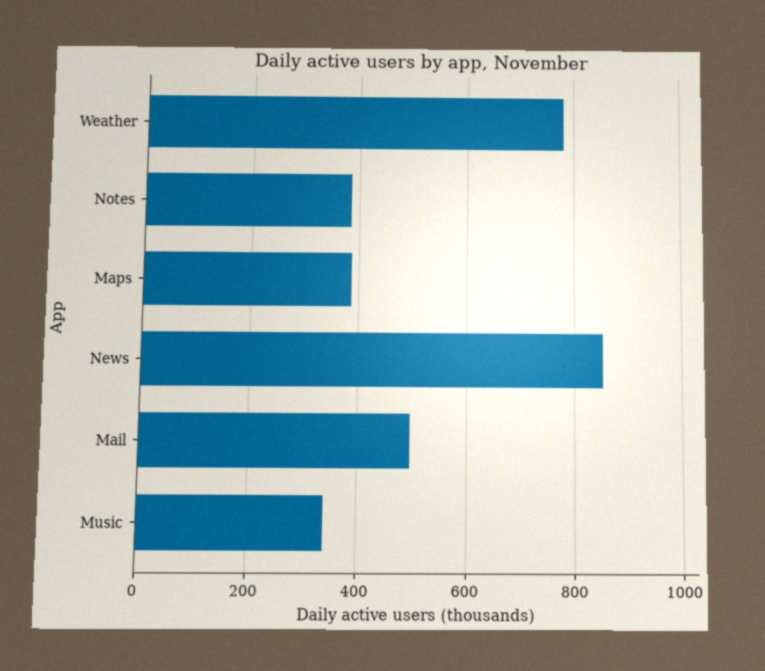 Daily active users by app, November
Weather
Notes
Maps
News
Mail
Music
App
0 200 400 600 800 1000
Daily active users (thousands)